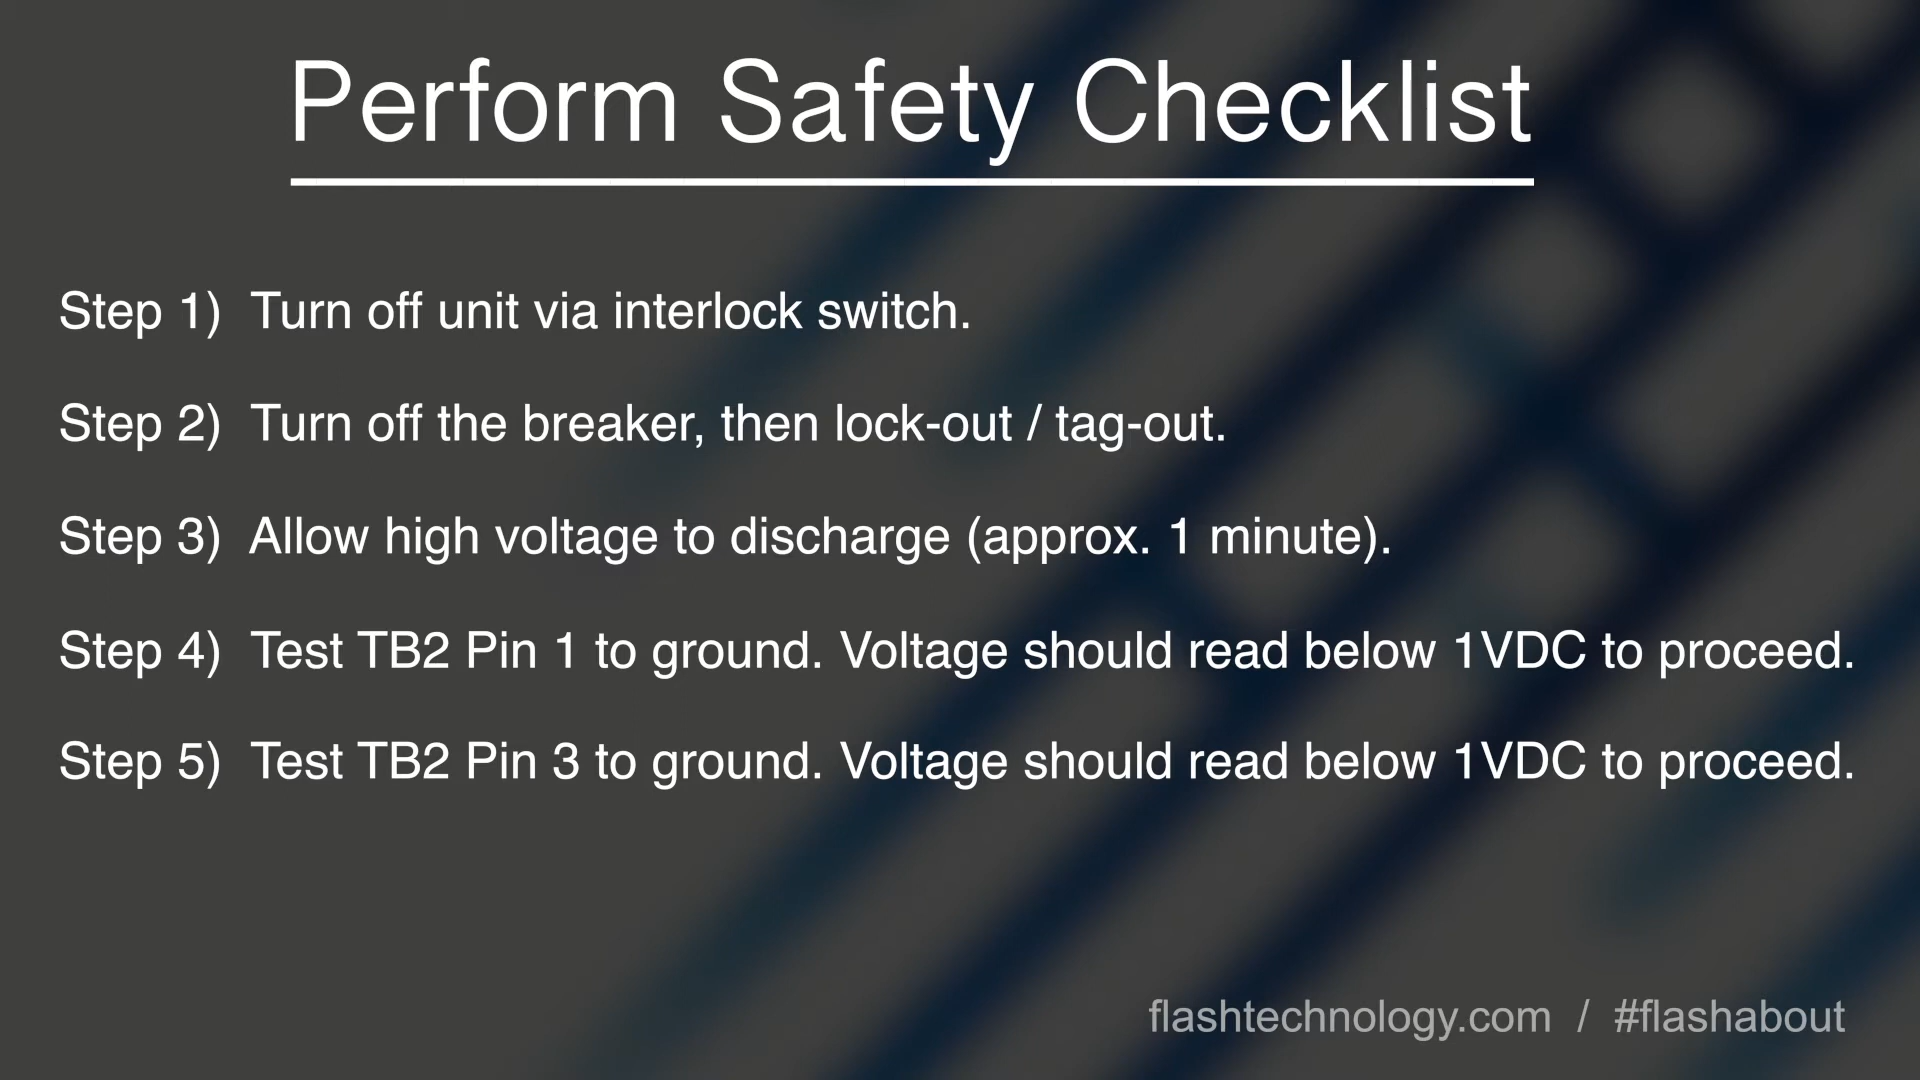 Perform Safety Checklist
Step 1) Turn off unit via interlock switch.
Step 2) Turn off the breaker, then lock-out / tag-out.
Step 3) Allow high voltage to discharge (approx. 1 minute).
Step 4) Test TB2 Pin 1 to ground. Voltage should read below 1VDC to proceed.
Step 5) Test TB2 Pin 3 to ground. Voltage should read below 1VDC to proceed.
flashtechnology.com / #flashabout